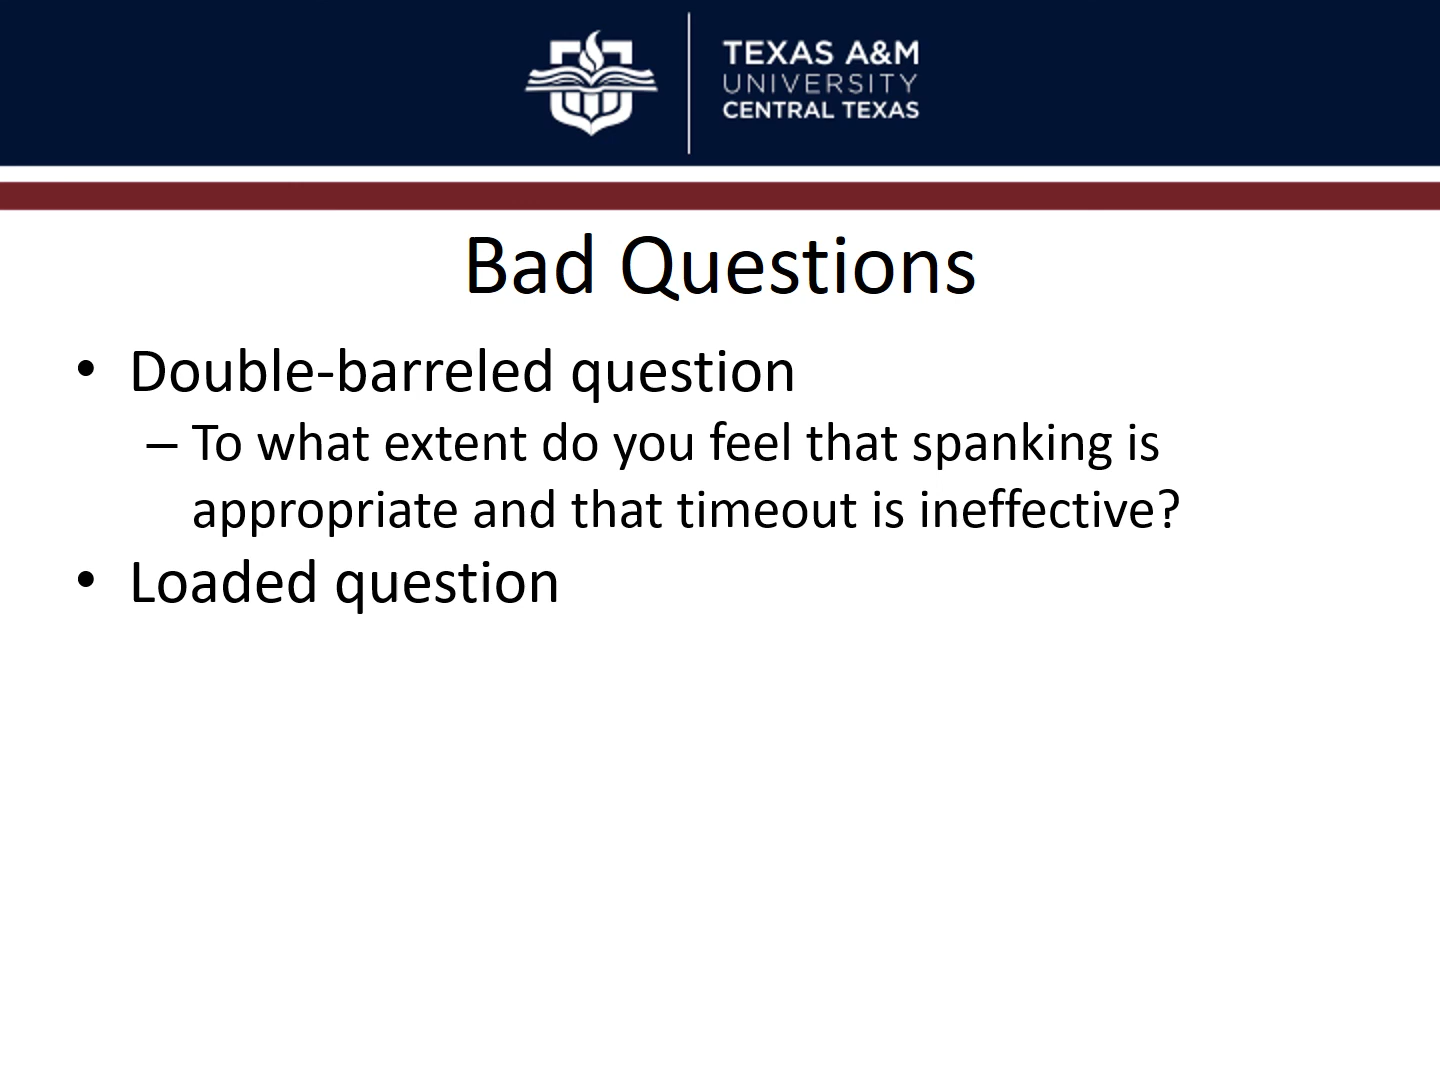 TEXAS A&M
UNIVERSITY
CENTRAL TEXAS
Bad Questions
• Double-barreled question
– To what extent do you feel that spanking is
appropriate and that timeout is ineffective?
• Loaded question